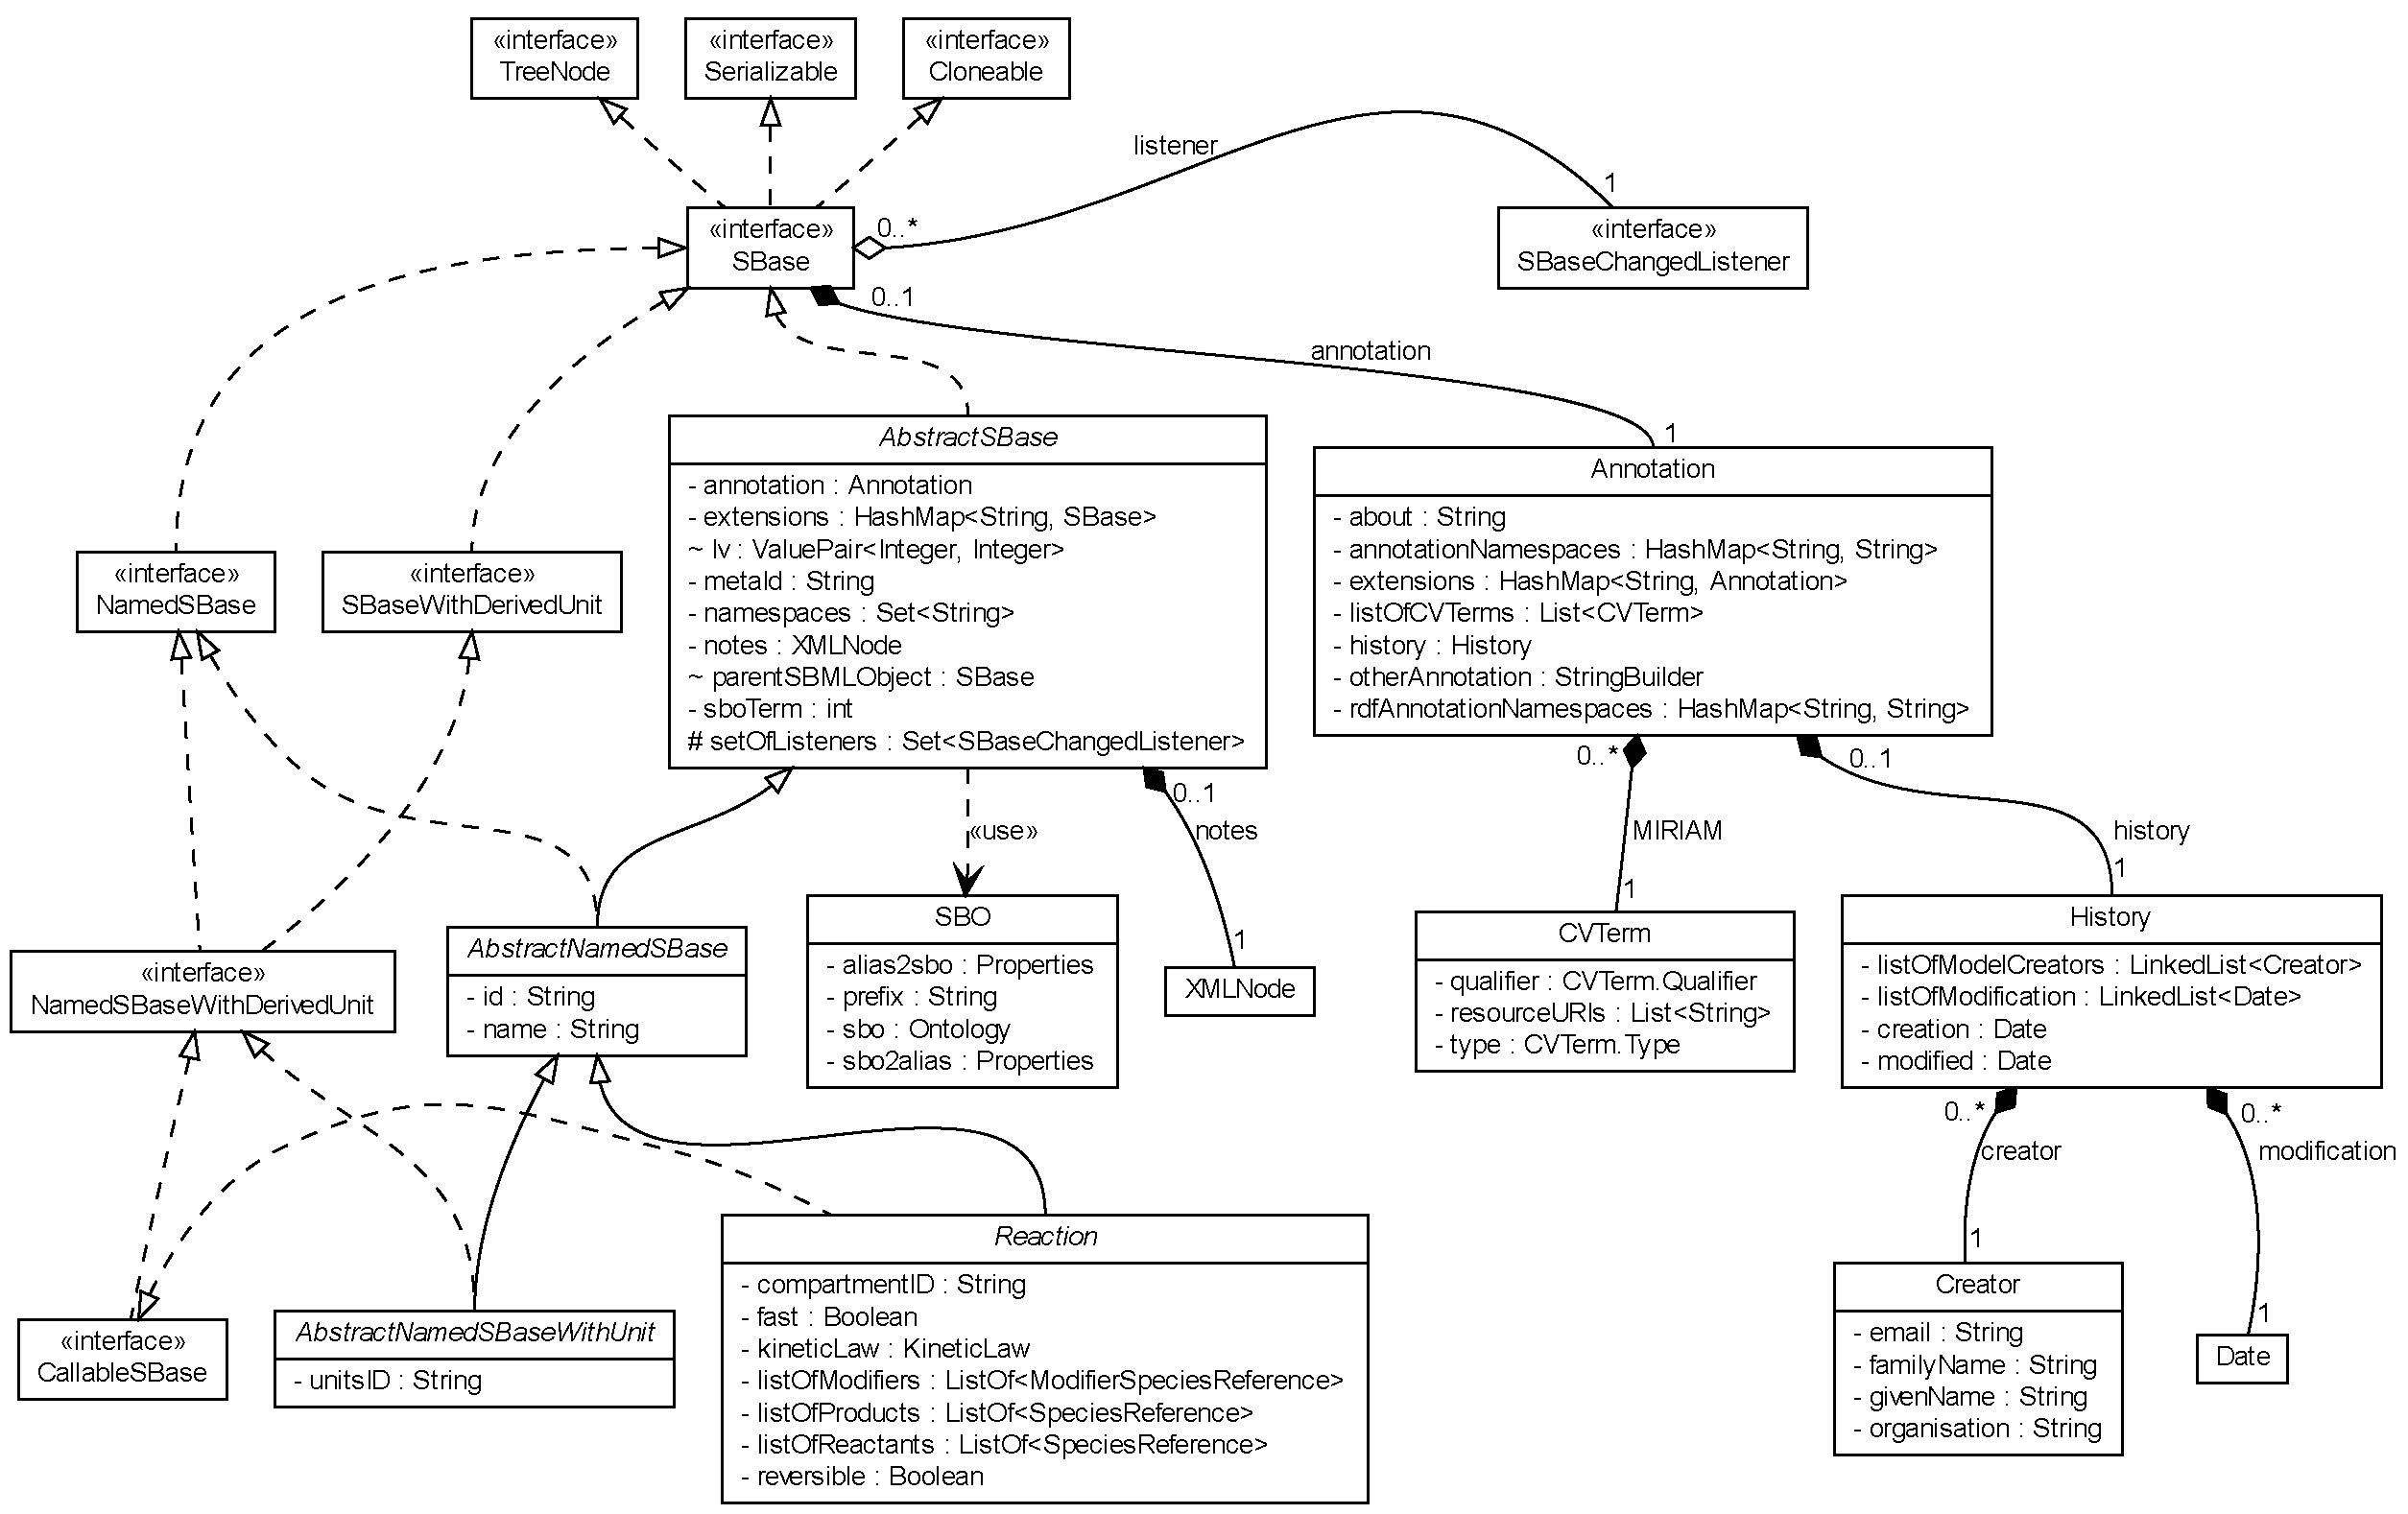 «interface»
TreeNode
«interface»
Serializable
«interface»
Cloneable
listener
1
«interface»
SBase
0..*
«interface»
SBaseChangedListener
0..1
annotation
1
AbstractSBase
- annotation : Annotation
- extensions : HashMap<String, SBase>
~ lv : ValuePair<Integer, Integer>
- metaId : String
- namespaces : Set<String>
- notes : XMLNode
~ parentSBMLObject : SBase
- sboTerm : int
# setOfListeners : Set<SBaseChangedListener>
Annotation
- about : String
- annotationNamespaces : HashMap<String, String>
- extensions : HashMap<String, Annotation>
- listOfCVTerms : List<CVTerm>
- history : History
- otherAnnotation : StringBuilder
- rdfAnnotationNamespaces : HashMap<String, String>
«interface»
NamedSBase
«interface»
SBaseWithDerivedUnit
0..*
0..1
0..1
«use»
notes
MIRIAM
history
1
1
1
«interface»
NamedSBaseWithDerivedUnit
AbstractNamedSBase
- id : String
- name : String
SBO
- alias2sbo : Properties
- prefix : String
- sbo : Ontology
- sbo2alias : Properties
XMLNode
CVTerm
- qualifier : CVTerm.Qualifier
- resourceURIs : List<String>
- type : CVTerm.Type
History
- listOfModelCreators : LinkedList<Creator>
- listOfModification : LinkedList<Date>
- creation : Date
- modified : Date
0..*
0..*
creator
modification
1
1
«interface»
CallableSBase
AbstractNamedSBaseWithUnit
- unitsID : String
Reaction
- compartmentID : String
- fast : Boolean
- kineticLaw : KineticLaw
- listOfModifiers : ListOf<ModifierSpeciesReference>
- listOfProducts : ListOf<SpeciesReference>
- listOfReactants : ListOf<SpeciesReference>
- reversible : Boolean
Creator
- email : String
- familyName : String
- givenName : String
- organisation : String
Date